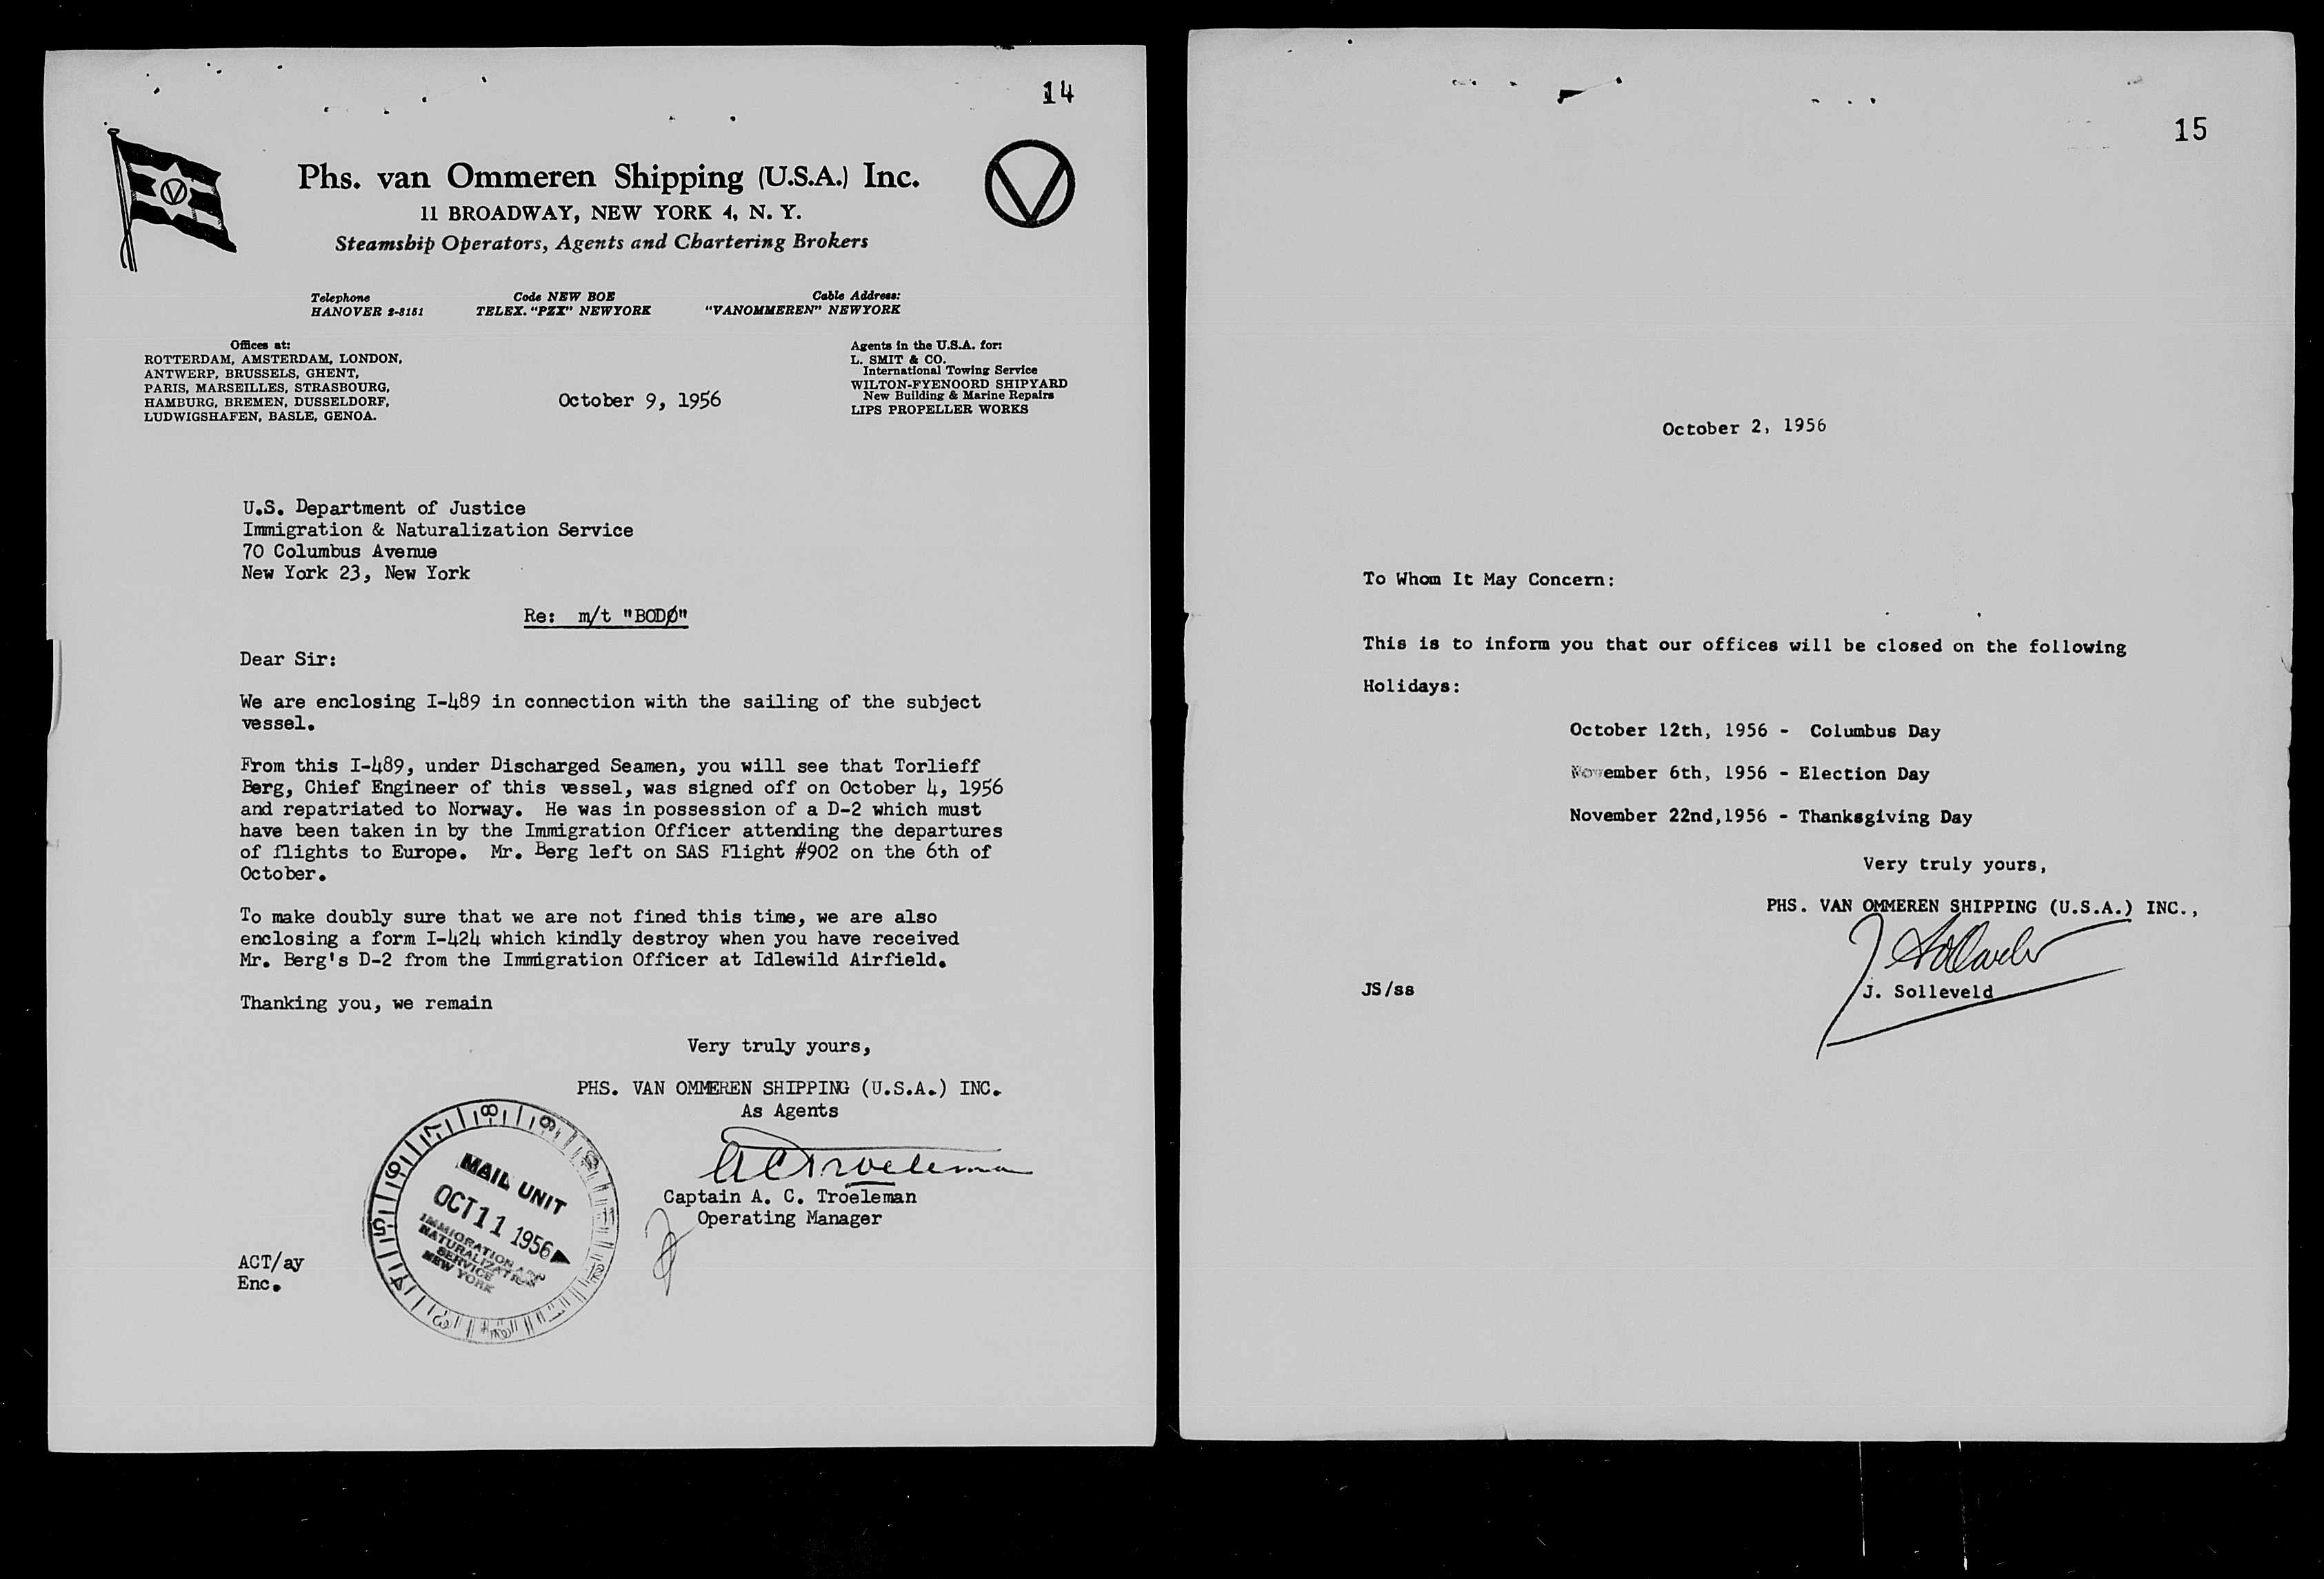 14
Phs. van Ommeren Shipping (U.S.A.) Inc.
11 BROADWAY, NEW YORK 4, N. Y.
Steamship Operators, Agents and Chartering Brokers
Telephone
HANOVER 2-8151
Code NEW BOE
TELEX. "PZX" NEWYORK
Cable Address:
"VANOMMEREN" NEWYORK
Offices at:
ROTTERDAM, AMSTERDAM, LONDON,
ANTWERP, BRUSSELS, GHENT,
PARIS, MARSEILLES, STRASBOURG,
HAMBURG, BREMEN, DUSSELDORF,
LUDWIGSHAFEN, BASLE, GENOA.
October 9, 1956
Agents in the U.S.A. for:
L. SMIT & CO.
International Towing Service
WILTON-FYENOORD SHIPYARD
New Building & Marine Repairs
LIPS PROPELLER WORKS
U.S. Department of Justice
Immigration & Naturalization Service
70 Columbus Avenue
New York 23, New York
Re: m/t "BODØ"
Dear Sir:
We are enclosing I-489 in connection with the sailing of the subject
vessel.
From this I-489, under Discharged Seamen, you will see that Torlieff
Berg, Chief Engineer of this vessel, was signed off on October 4, 1956
and repatriated to Norway. He was in possession of a D-2 which must
have been taken in by the Immigration Officer attending the departures
of flights to Europe. Mr. Berg left on SAS Flight #902 on the 6th of
October.
To make doubly sure that we are not fined this time, we are also
enclosing a form I-424 which kindly destroy when you have received
Mr. Berg's D-2 from the Immigration Officer at Idlewild Airfield.
Thanking you, we remain
Very truly yours,
PHS. VAN OMMEREN SHIPPING (U.S.A.) INC.
As Agents
ACTroeleman
Captain A. C. Troeleman
Operating Manager
MAIL UNIT
OCT 11 1956
IMMIGRATION AND
NATURALIZATION
SERVICE
NEW YORK
ACT/ay
Enc.
15
October 2, 1956
To Whom It May Concern:
This is to inform you that our offices will be closed on the following
Holidays:
October 12th, 1956 - Columbus Day
November 6th, 1956 - Election Day
November 22nd,1956 - Thanksgiving Day
Very truly yours,
PHS. VAN OMMEREN SHIPPING (U.S.A.) INC.,
J. Solleveld
J. Solleveld
JS/ss